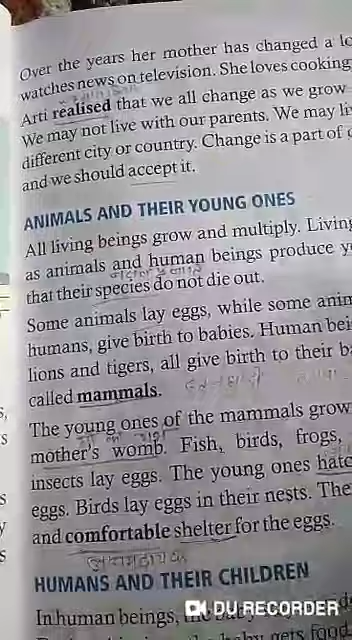 Over the years her mother has changed a lo
watches news on television. She loves cooking
Arti realised that we all change as we grow
We may not live with our parents. We may li
different city or country. Change is a part of
and we should accept it.
ANIMALS AND THEIR YOUNG ONES
All living beings grow and multiply. Living
as animals and human beings produce y
that their species do not die out.
Some animals lay eggs, while some anim
humans, give birth to babies. Human bei
lions and tigers, all give birth to their b
called mammals.
The young ones of the mammals grow
mother's womb. Fish, birds, frogs,
insects lay eggs. The young ones hatc
eggs. Birds lay eggs in their nests. The
and comfortable shelter for the eggs.
HUMANS AND THEIR CHILDREN
In human beings, the
DU RECORDER
baby gets food